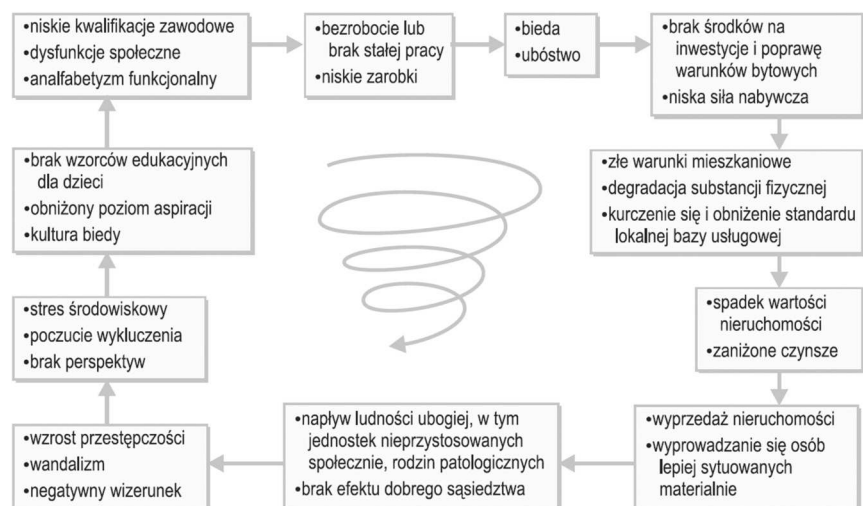 •niskie kwalifikacje zawodowe
•dysfunkcje społeczne
•analfabetyzm funkcjonalny
•bezrobocie lub
brak stałej pracy
•niskie zarobki
•bieda
•ubóstwo
•brak środków na
inwestycje i poprawę
warunków bytowych
•niska siła nabywcza
•złe warunki mieszkaniowe
•degradacja substancji fizycznej
•kurczenie się i obniżenie standardu
lokalnej bazy usługowej
•spadek wartości
nieruchomości
•zaniżone czynsze
•wyprzedaż nieruchomości
•wyprowadzanie się osób
lepiej sytuowanych
materialnie
•napływ ludności ubogiej, w tym
jednostek nieprzystosowanych
społecznie, rodzin patologicznych
•brak efektu dobrego sąsiedztwa
•wzrost przestępczości
•wandalizm
•negatywny wizerunek
•stres środowiskowy
•poczucie wykluczenia
•brak perspektyw
•brak wzorców edukacyjnych
dla dzieci
•obniżony poziom aspiracji
•kultura biedy